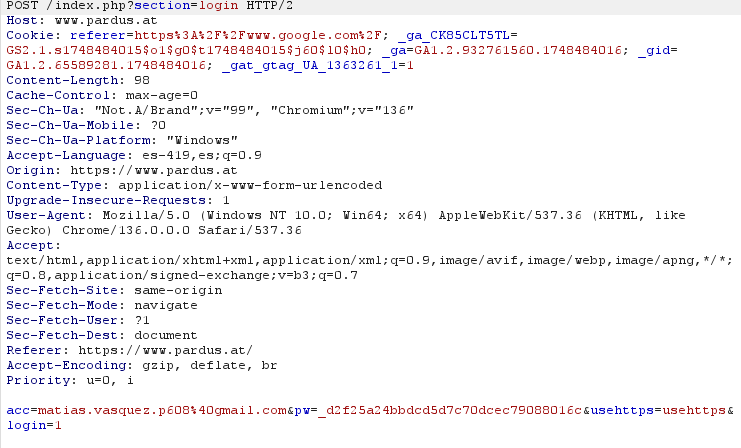 POST /index.php?section=login HTTP/2
Host: www.pardus.at
Cookie: referer=https%3A%2F%2Fwww.google.com%2F; _ga_CK85CLT5TL=
GS2.1.s1748484015$o1$g0$t1748484015$j60$l0$h0; _ga=GA1.2.932761560.1748484016; _gid=
GA1.2.65589281.1748484016; _gat_gtag_UA_1363261_1=1
Content-Length: 98
Cache-Control: max-age=0
Sec-Ch-Ua: "Not.A/Brand";v="99", "Chromium";v="136"
Sec-Ch-Ua-Mobile: ?0
Sec-Ch-Ua-Platform: "Windows"
Accept-Language: es-419,es;q=0.9
Origin: https://www.pardus.at
Content-Type: application/x-www-form-urlencoded
Upgrade-Insecure-Requests: 1
User-Agent: Mozilla/5.0 (Windows NT 10.0; Win64; x64) AppleWebKit/537.36 (KHTML, like
Gecko) Chrome/136.0.0.0 Safari/537.36
Accept:
text/html,application/xhtml+xml,application/xml;q=0.9,image/avif,image/webp,image/apng,*/*;
q=0.8,application/signed-exchange;v=b3;q=0.7
Sec-Fetch-Site: same-origin
Sec-Fetch-Mode: navigate
Sec-Fetch-User: ?1
Sec-Fetch-Dest: document
Referer: https://www.pardus.at/
Accept-Encoding: gzip, deflate, br
Priority: u=0, i
acc=matias.vasquez.p608%40gmail.com&pw=_d2f25a24bbdcd5d7c70dcec79088016c&usehttps=usehttps&
login=1